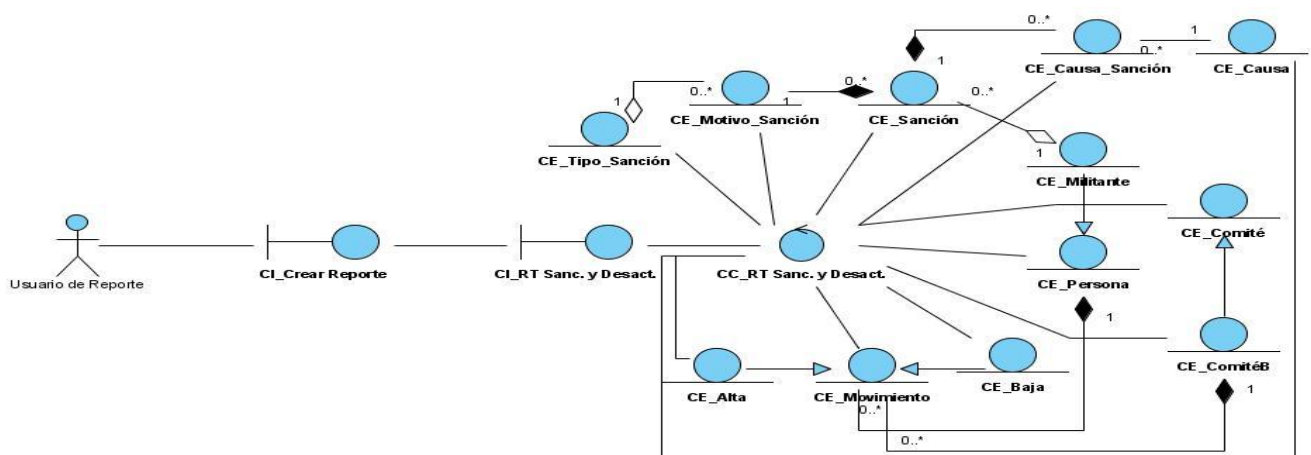 0..*
1
0..*
1
CE_Causa_Sanción
CE_Causa
1
0..*
1
0..*
0..*
CE_Motivo_Sanción
CE_Sanción
CE_Tipo_Sanción
1
CE_Militante
CE_Comité
Usuario de Reporte
CI_Crear Reporte
CI_RT Sanc. y Desact.
CC_RT Sanc. y Desact.
CE_Persona
1
CE_Alta
CE_Movimiento
CE_Baja
CE_ComitéB
1
0..*
0..*